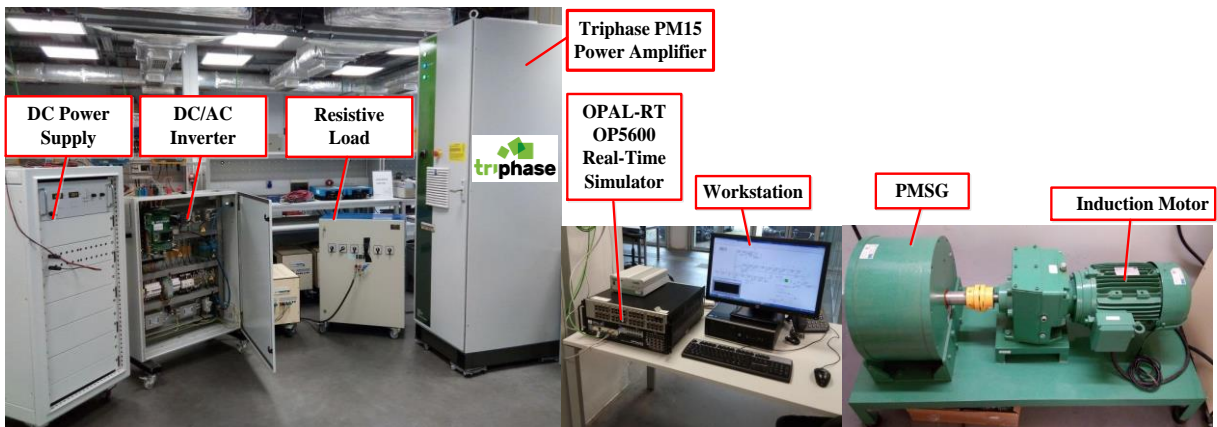 Triphase PM15
Power Amplifier
DC Power
Supply
DC/AC
Inverter
Resistive
Load
triphase
OPAL-RT
OP5600
Real-Time
Simulator
Workstation
PMSG
Induction Motor